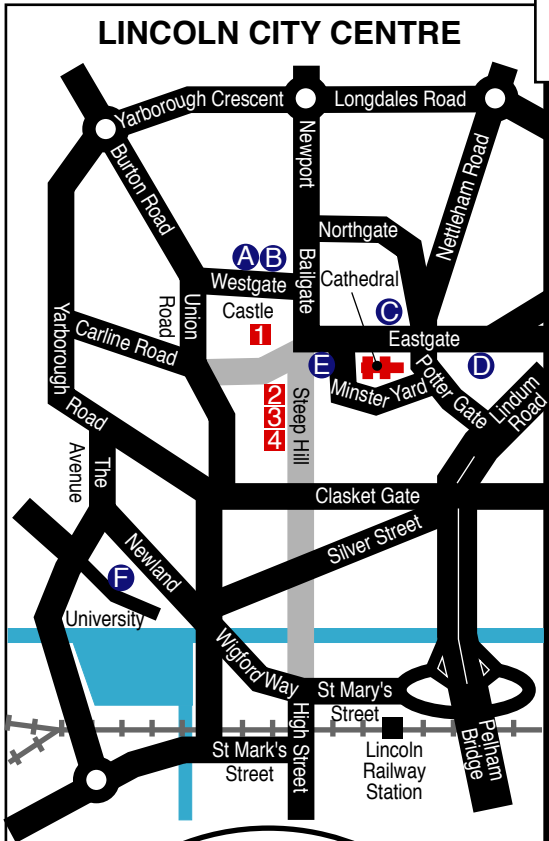 LINCOLN CITY CENTRE
Yarborough Crescent
Longdales Road
Newport
Burton Road
Nettleham Road
Northgate
Bailgate
A
B
Westgate
Cathedral
C
Castle
1
Union
Road
Eastgate
Yarborough
Road
Carline Road
E
D
Minster Yard
Potter Gate
Lindum
Road
2
3
4
Steep Hill
The
Avenue
Clasket Gate
Silver Street
Newland
F
University
Wigford Way
St Mary's
Street
High Street
St Mark's
Street
Lincoln
Railway
Station
Pelham
Bridge